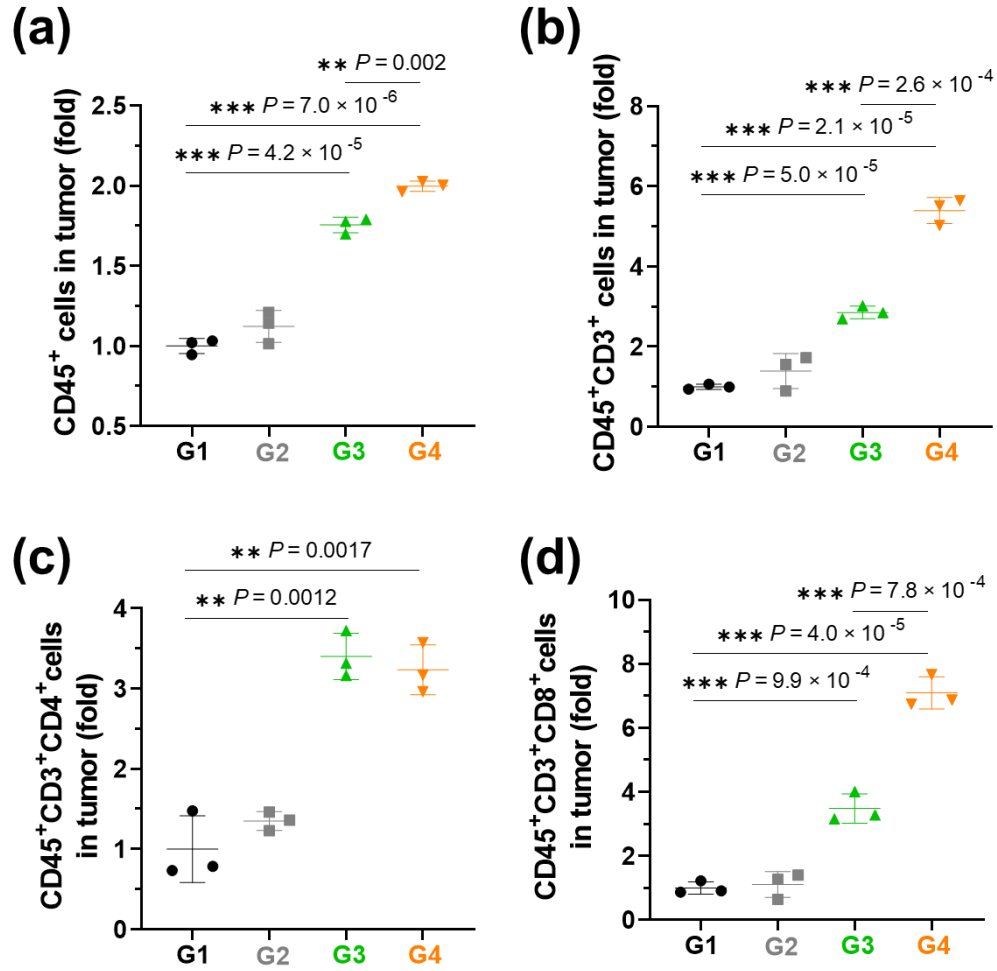 (a)
** P = 0.002
*** P = 7.0 × 10 -6
*** P = 4.2 × 10 -5
CD45+ cells in tumor (fold)
2.5
2.0
1.5
1.0
0.5
G1 G2 G3 G4
(b)
*** P = 2.6 × 10 -4
*** P = 2.1 × 10 -5
*** P = 5.0 × 10 -5
CD45+CD3+ cells in tumor (fold)
8
6
4
2
0
G1 G2 G3 G4
(c)
** P = 0.0017
** P = 0.0012
CD45+CD3+CD4+cells
in tumor (fold)
4
3
2
1
0
G1 G2 G3 G4
(d)
*** P = 7.8 × 10 -4
*** P = 4.0 × 10 -5
*** P = 9.9 × 10 -4
CD45+CD3+CD8+cells
in tumor (fold)
10
8
6
4
2
0
G1 G2 G3 G4